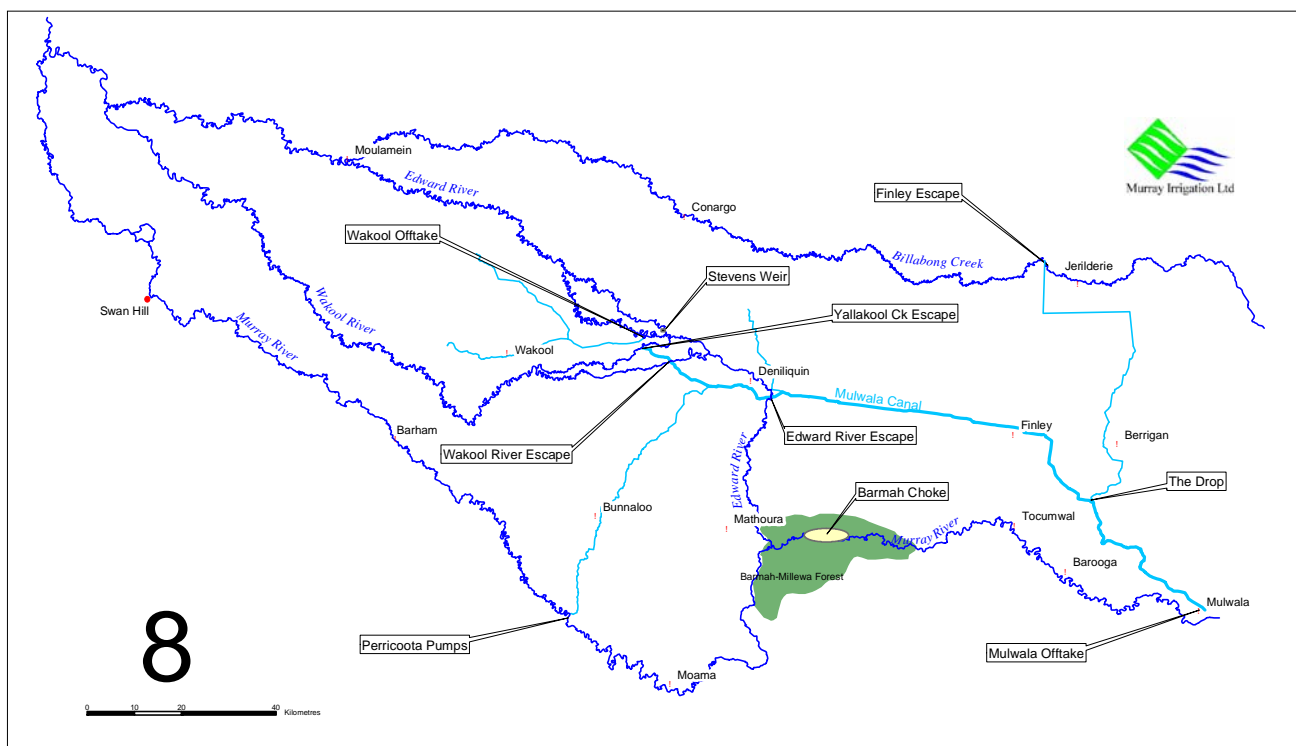 Moulamein
Edward River
Conargo
Finley Escape
Murray Irrigation Ltd
Wakool Offtake
Billabong Creek
Jerilderie
Stevens Weir
Swan Hill
Wakool River
Murray River
Yallakool Ck Escape
Wakool
Deniliquin
Mulwala Canal
Barham
Finley
Berrigan
Edward River Escape
Wakool River Escape
Edward River
The Drop
Barmah Choke
Bunnaloo
Mathoura
Murray River
Tocumwal
Barmah-Millewa Forest
Barooga
Mulwala
8
Perricoota Pumps
Mulwala Offtake
Moama
0 10 20 40
Kilometres